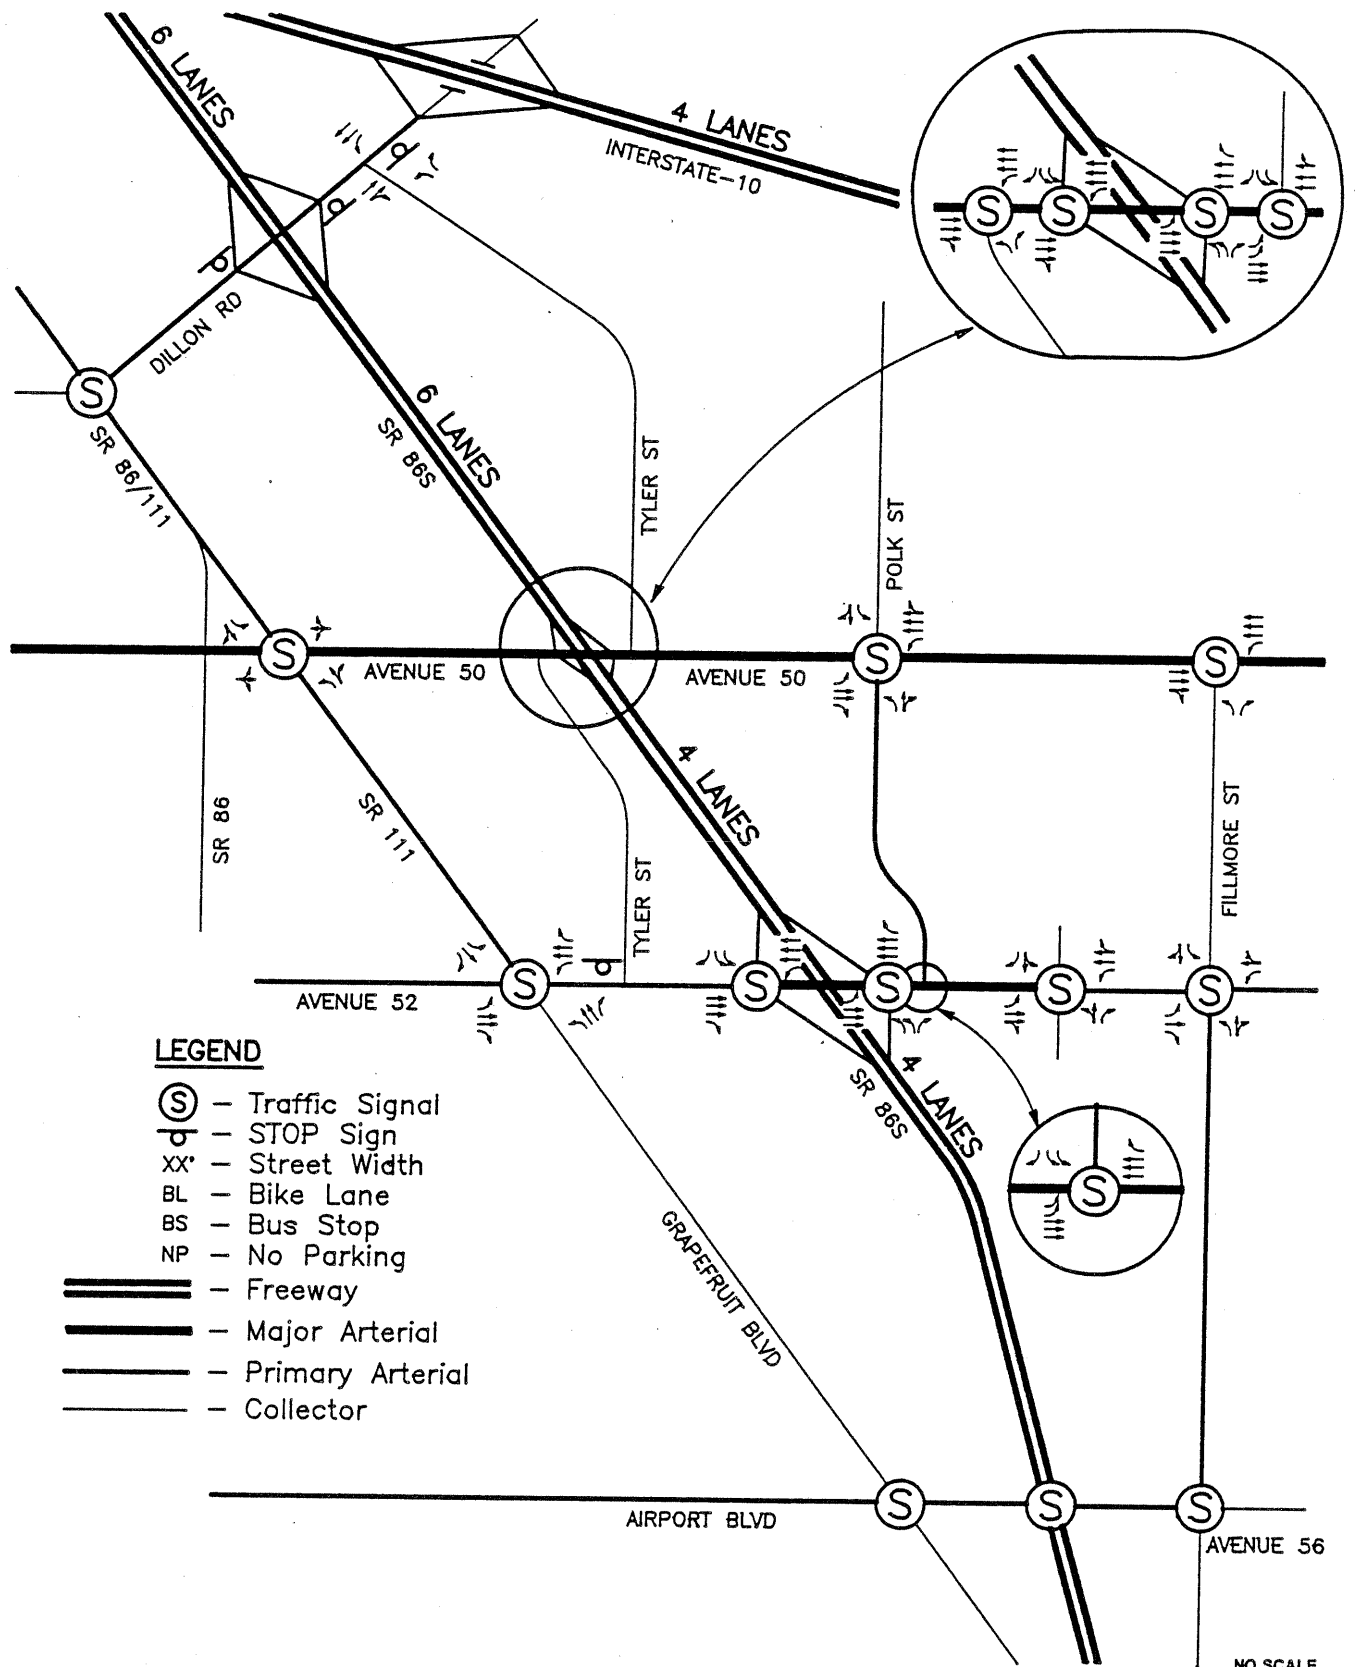 6 LANES
4 LANES
INTERSTATE-10
S
S
S
S
DILLON RD
S
SR 86/111
6 LANES
SR 86S
TYLER ST
POLK ST
S
AVENUE 50
AVENUE 50
S
S
4 LANES
SR 86
SR 111
TYLER ST
FILLMORE ST
AVENUE 52
S
S
S
S
S
4 LANES
SR 86S
S
LEGEND
S – Traffic Signal
– STOP Sign
XX' – Street Width
BL – Bike Lane
BS – Bus Stop
NP – No Parking
– Freeway
– Major Arterial
– Primary Arterial
– Collector
GRAPEFRUIT BLVD
AIRPORT BLVD
S
S
S
AVENUE 56
NO SCALE